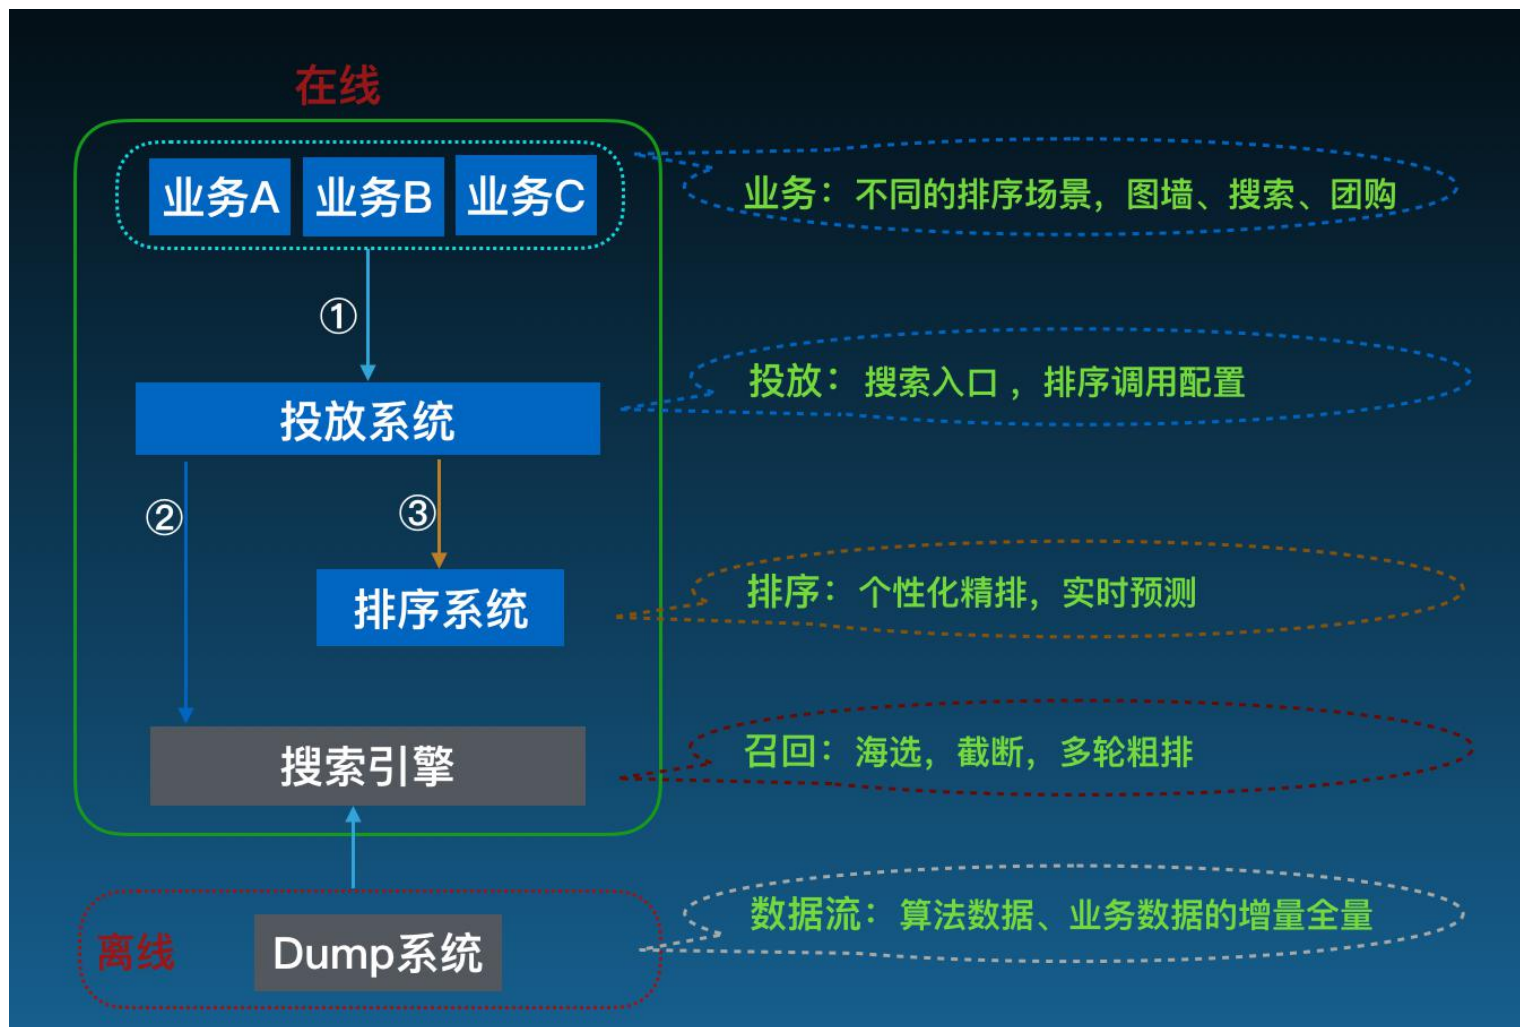 在线
业务A 业务B 业务C
业务：不同的排序场景，图墙、搜索、团购
①
投放系统
投放：搜索入口，排序调用配置
②
③
排序系统
排序：个性化精排，实时预测
搜索引擎
召回：海选，截断，多轮粗排
离线
Dump系统
数据流：算法数据、业务数据的增量全量